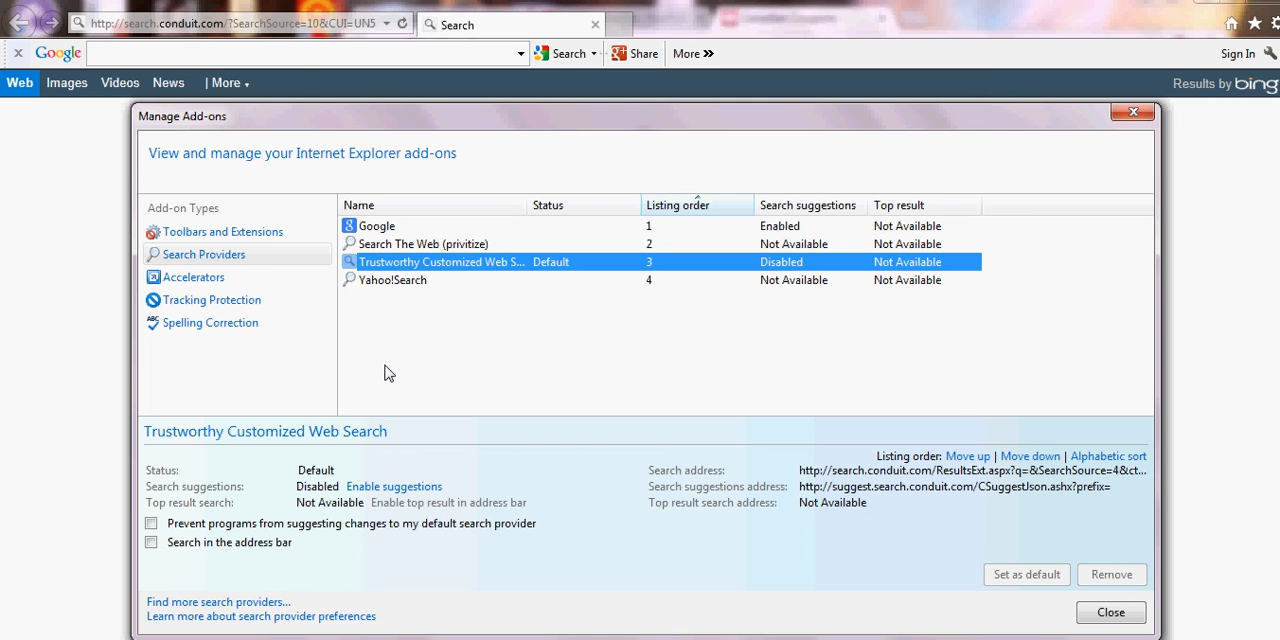 http://search.conduit.com/?SearchSource=10&CUI=UN5
Search
x Google Search Share More » Sign In
Web Images Videos News | More Results by bing
Manage Add-ons
View and manage your Internet Explorer add-ons
Add-on Types
Toolbars and Extensions
Search Providers
Accelerators
Tracking Protection
Spelling Correction
Name Status Listing order Search suggestions Top result
Google 1 Enabled Not Available
Search The Web (privitize) 2 Not Available Not Available
Trustworthy Customized Web S... Default 3 Disabled Not Available
Yahoo!Search 4 Not Available Not Available
Trustworthy Customized Web Search
Listing order: Move up | Move down | Alphabetic sort
Status: Default Search address: http://search.conduit.com/ResultsExt.aspx?q=&SearchSource=4&ct...
Search suggestions: Disabled Enable suggestions Search suggestions address: http://suggest.search.conduit.com/CSuggestJson.ashx?prefix=
Top result search: Not Available Enable top result in address bar Top result search address: Not Available
Prevent programs from suggesting changes to my default search provider
Search in the address bar
Set as default Remove
Find more search providers...
Learn more about search provider preferences
Close